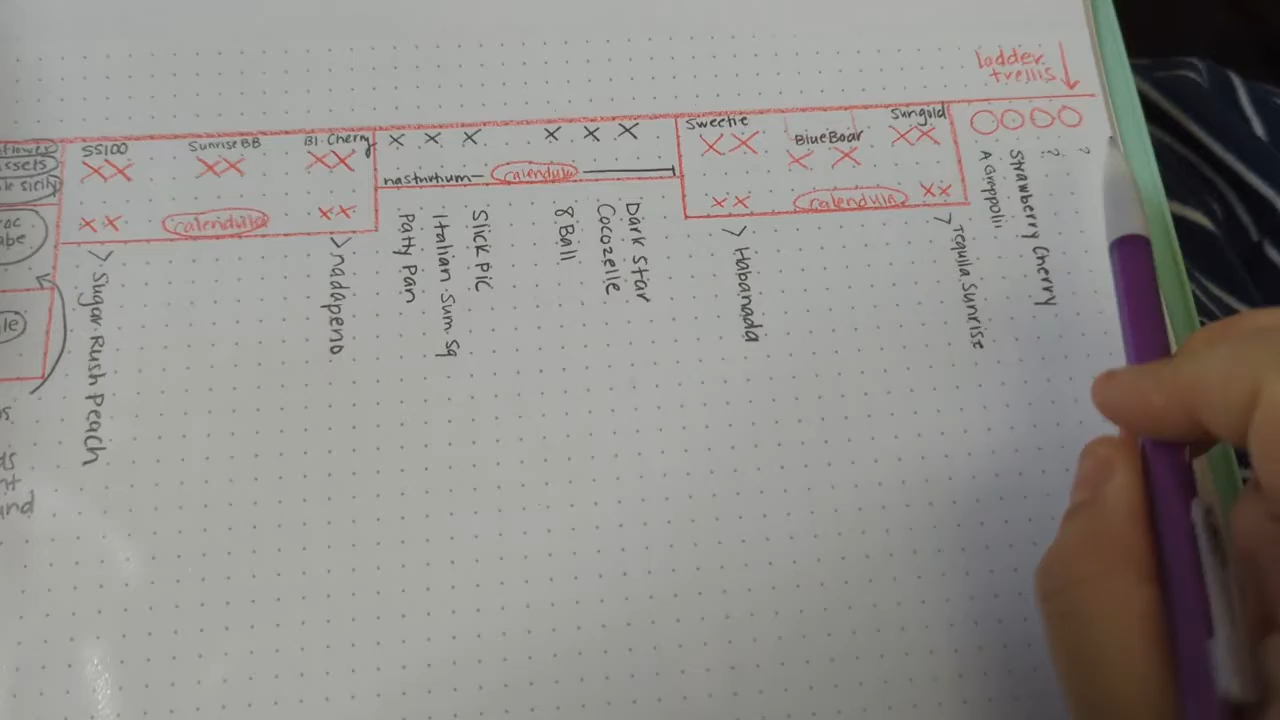 ladder
trellis
SS100
Sunrise BB
Bl. Cherry
Sweetie
Blue Boar
Sungold
nasturtium
calendula
calendula
calendula
> Sugar Rush Peach
> nadapeno
Patty Pan
Italian Sum. Sq
Slick Pic
8 Ball
Cocozelle
Dark Star
> Habanada
> Tequila Sunrise
A Grappoli
Strawberry Cherry
?
?